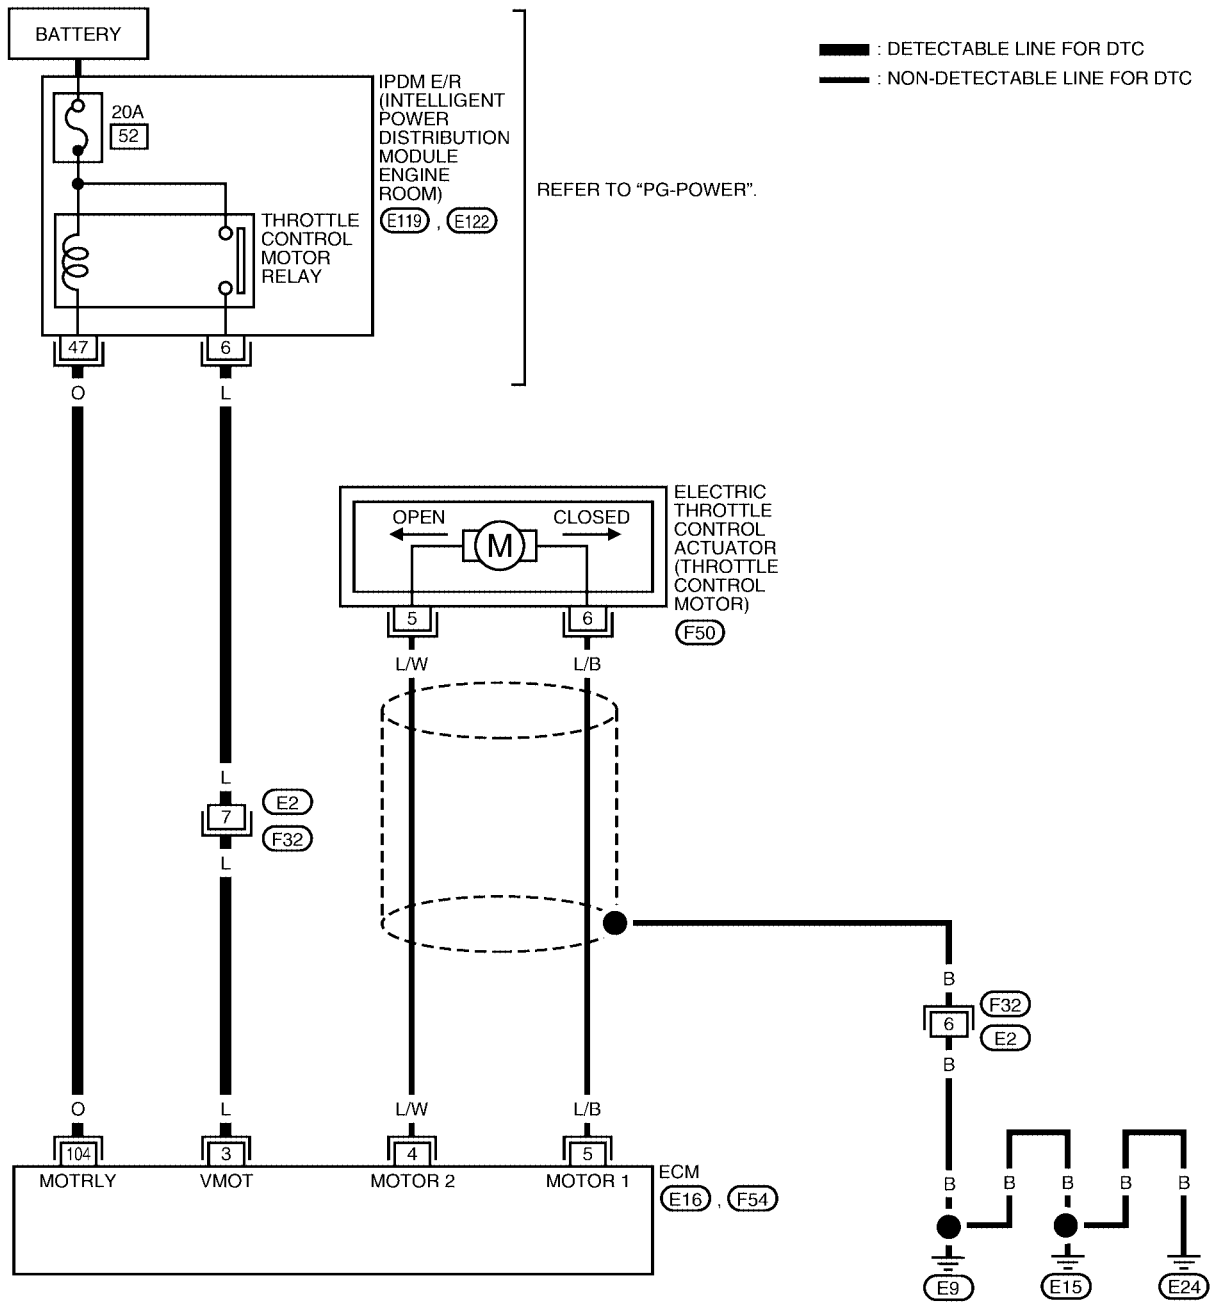 BATTERY
: DETECTABLE LINE FOR DTC
: NON-DETECTABLE LINE FOR DTC
20A
52
IPDM E/R
(INTELLIGENT
POWER
DISTRIBUTION
MODULE
ENGINE
ROOM)
E119 , E122
REFER TO “PG-POWER”.
THROTTLE
CONTROL
MOTOR
RELAY
47 6
O L
OPEN CLOSED
M
ELECTRIC
THROTTLE
CONTROL
ACTUATOR
(THROTTLE
CONTROL
MOTOR)
F50
5 6
L/W L/B
L
7
E2
F32
L
B
6
F32
E2
B
O L L/W L/B
104 3 4 5
MOTRLY VMOT MOTOR 2 MOTOR 1
ECM
E16 , F54
B B B B B
E9 E15 E24